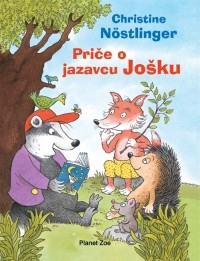 Christine
Nöstlinger
Priče o
jazavcu Jošku
Planet Zoe